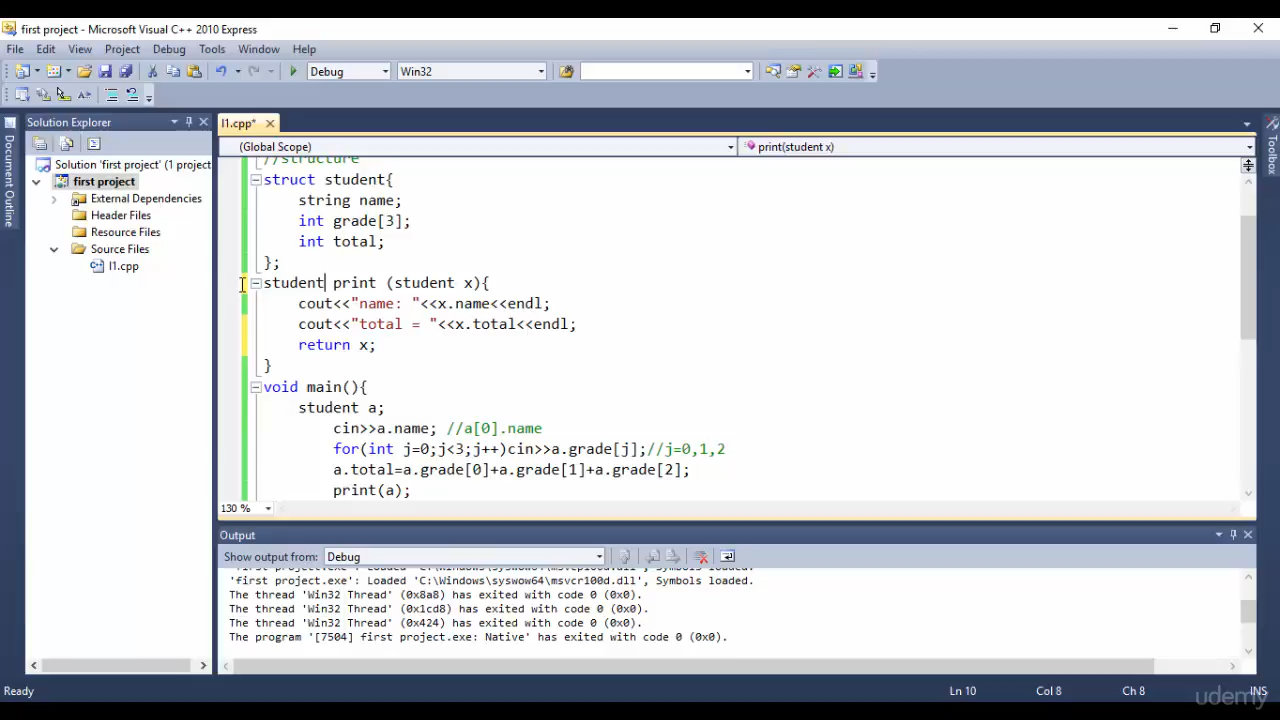 first project - Microsoft Visual C++ 2010 Express
File Edit View Project Debug Tools Window Help
Debug Win32
Solution Explorer
l1.cpp*
Document Outline
Toolbox
(Global Scope) print(student x)
Solution 'first project' (1 project
first project
External Dependencies
Header Files
Resource Files
Source Files
l1.cpp
//structure
struct student{
string name;
int grade[3];
int total;
};
student print (student x){
cout<<"name: "<<x.name<<endl;
cout<<"total = "<<x.total<<endl;
return x;
}
void main(){
student a;
cin>>a.name; //a[0].name
for(int j=0;j<3;j++)cin>>a.grade[j];//j=0,1,2
a.total=a.grade[0]+a.grade[1]+a.grade[2];
print(a);
130 %
Output
Show output from: Debug
'first project.exe': Loaded 'C:\Windows\syswow64\msvcr100d.dll', Symbols loaded.
The thread 'Win32 Thread' (0x8a8) has exited with code 0 (0x0).
The thread 'Win32 Thread' (0x1cd8) has exited with code 0 (0x0).
The thread 'Win32 Thread' (0x424) has exited with code 0 (0x0).
The program '[7504] first project.exe: Native' has exited with code 0 (0x0).
Ready Ln 10 Col 8 Ch 8 INS
udemy